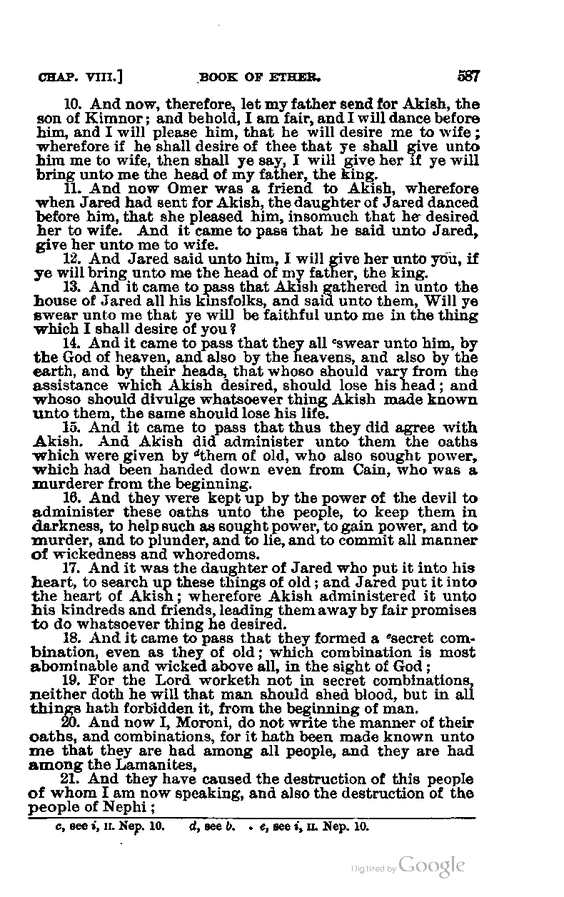 CHAP. VIII.] BOOK OF ETHER. 587
10. And now, therefore, let my father send for Akish, the
son of Kimnor; and behold, I am fair, and I will dance before
him, and I will please him, that he will desire me to wife;
wherefore if he shall desire of thee that ye shall give unto
him me to wife, then shall ye say, I will give her if ye will
bring unto me the head of my father, the king.
11. And now Omer was a friend to Akish, wherefore
when Jared had sent for Akish, the daughter of Jared danced
before him, that she pleased him, insomuch that he desired
her to wife. And it came to pass that he said unto Jared,
give her unto me to wife.
12. And Jared said unto him, I will give her unto you, if
ye will bring unto me the head of my father, the king.
13. And it came to pass that Akish gathered in unto the
house of Jared all his kinsfolks, and said unto them, Will ye
swear unto me that ye will be faithful unto me in the thing
which I shall desire of you?
14. And it came to pass that they all cswear unto him, by
the God of heaven, and also by the heavens, and also by the
earth, and by their heads, that whoso should vary from the
assistance which Akish desired, should lose his head; and
whoso should divulge whatsoever thing Akish made known
unto them, the same should lose his life.
15. And it came to pass that thus they did agree with
Akish. And Akish did administer unto them the oaths
which were given by dthem of old, who also sought power,
which had been handed down even from Cain, who was a
murderer from the beginning.
16. And they were kept up by the power of the devil to
administer these oaths unto the people, to keep them in
darkness, to help such as sought power, to gain power, and to
murder, and to plunder, and to lie, and to commit all manner
of wickedness and whoredoms.
17. And it was the daughter of Jared who put it into his
heart, to search up these things of old; and Jared put it into
the heart of Akish; wherefore Akish administered it unto
his kindreds and friends, leading them away by fair promises
to do whatsoever thing he desired.
18. And it came to pass that they formed a esecret com-
bination, even as they of old; which combination is most
abominable and wicked above all, in the sight of God;
19. For the Lord worketh not in secret combinations,
neither doth he will that man should shed blood, but in all
things hath forbidden it, from the beginning of man.
20. And now I, Moroni, do not write the manner of their
oaths, and combinations, for it hath been made known unto
me that they are had among all people, and they are had
among the Lamanites,
21. And they have caused the destruction of this people
of whom I am now speaking, and also the destruction of the
people of Nephi;
c, see i, II. Nep. 10. d, see b. e, see i, II. Nep. 10.
Digitized by Google